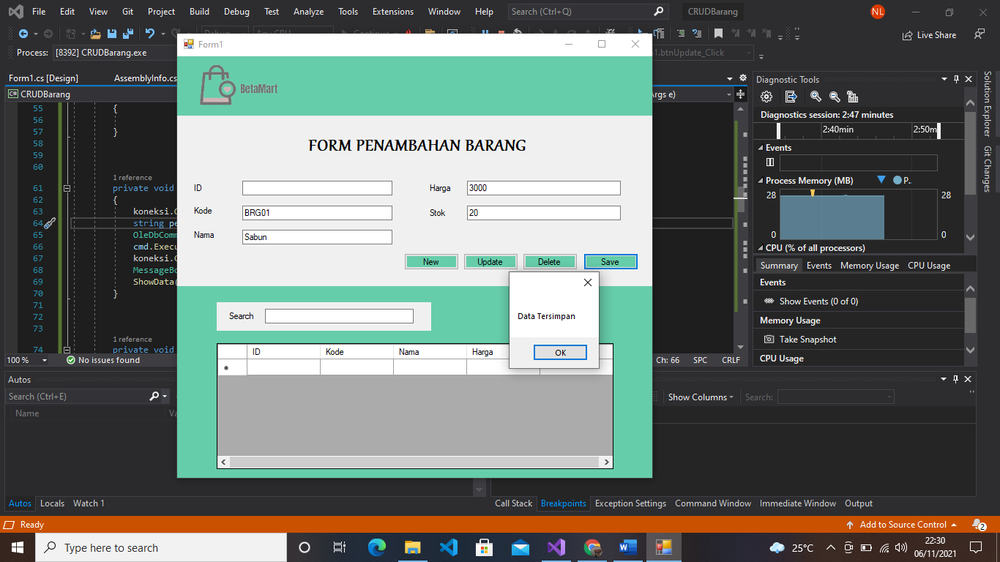 File Edit View Git Project Build Debug Test Analyze Tools Extensions Window Help Search (Ctrl+Q) CRUDBarang NL
Live Share
Process: [8392] CRUDBarang.exe
1.btnUpdate_Click
Form1.cs [Design] AssemblyInfo.cs
C# CRUDBarang
Args e)
Form1
BetaMart
FORM PENAMBAHAN BARANG
ID
Harga 3000
Kode BRG01
Stok 20
Nama Sabun
New Update Delete Save
Data Tersimpan
OK
Search
ID Kode Nama Harga
*
55 {
56
57 }
58
59
60
1 reference
61 private void
62 {
63 koneksi.
64 string pe
65 OleDbComm
66 cmd.Execu
67 koneksi.
68 MessageBo
69 ShowData(
70 }
71
72
73
1 reference
74 private void
100 % No issues found
Ch: 66 SPC CRLF
Diagnostic Tools
Diagnostics session: 2:47 minutes
2:40min 2:50m
Events
Process Memory (MB) P..
28 28
0 0
CPU (% of all processors)
Summary Events Memory Usage CPU Usage
Events
Show Events (0 of 0)
Memory Usage
Take Snapshot
CPU Usage
Solution Explorer
Git Changes
Autos
Search (Ctrl+E)
Name Va
Show Columns Search:
Autos Locals Watch 1
Call Stack Breakpoints Exception Settings Command Window Immediate Window Output
Ready
Add to Source Control 2
Type here to search
25°C
22:30
06/11/2021